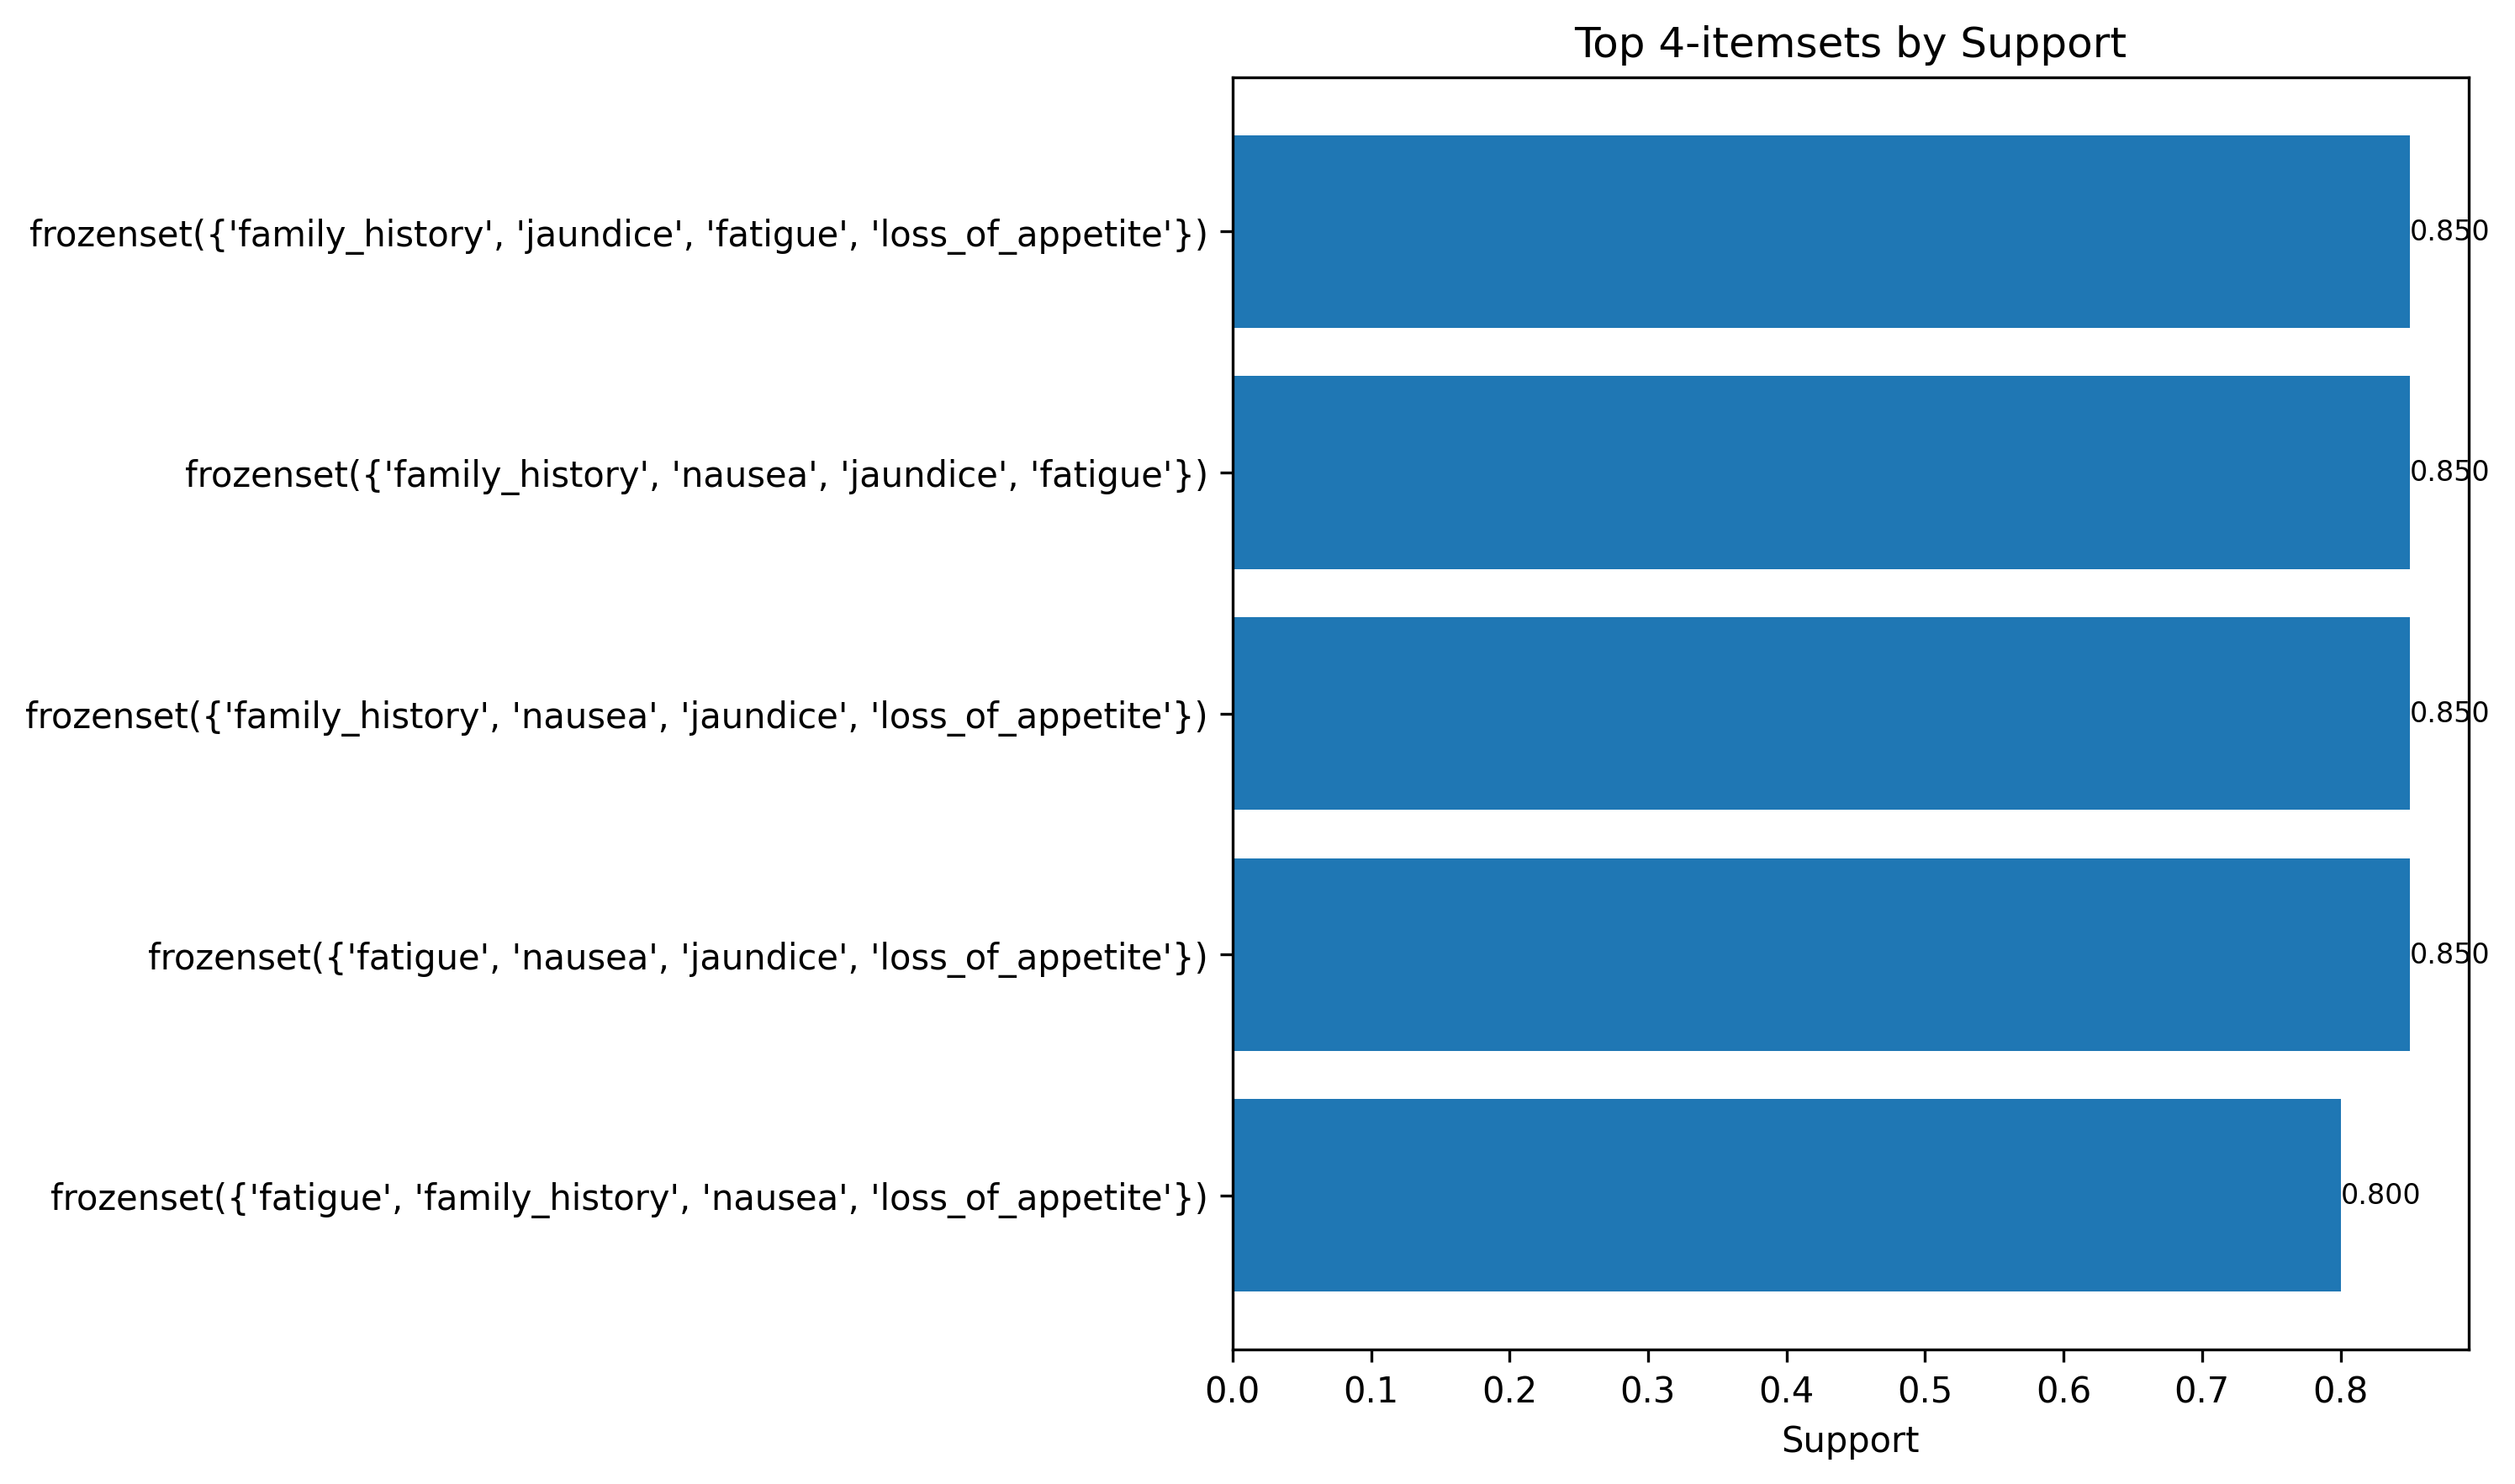 Top 4-itemsets by Support
frozenset({'family_history', 'jaundice', 'fatigue', 'loss_of_appetite'})
0.850
frozenset({'family_history', 'nausea', 'jaundice', 'fatigue'})
0.850
frozenset({'family_history', 'nausea', 'jaundice', 'loss_of_appetite'})
0.850
frozenset({'fatigue', 'nausea', 'jaundice', 'loss_of_appetite'})
0.850
frozenset({'fatigue', 'family_history', 'nausea', 'loss_of_appetite'})
0.800
0.0 0.1 0.2 0.3 0.4 0.5 0.6 0.7 0.8
Support